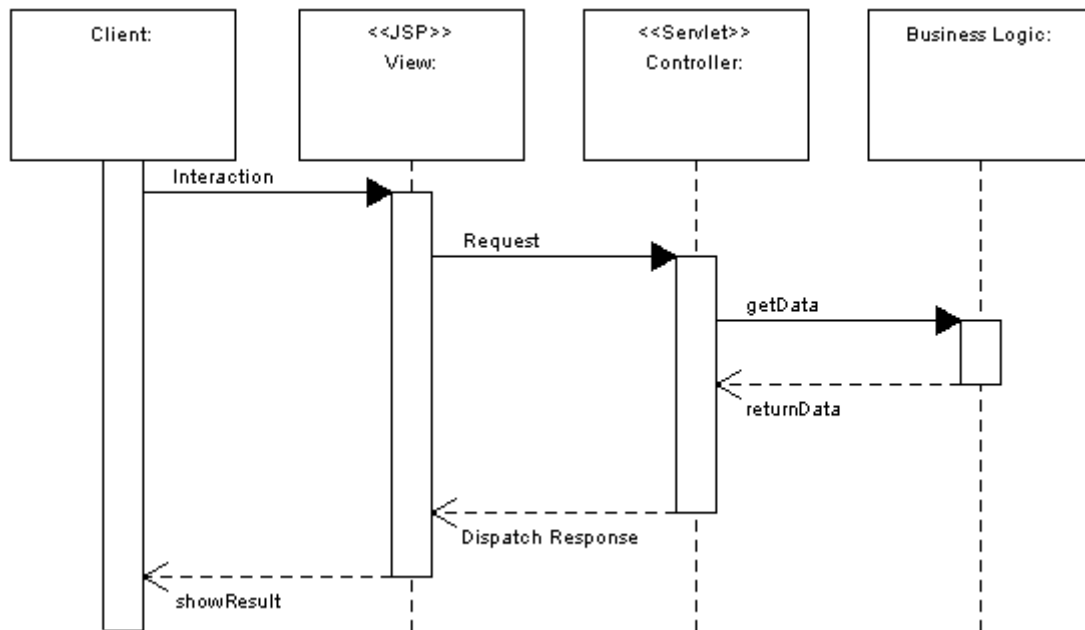 Client:
<<JSP>>
View:
<<Servlet>>
Controller:
Business Logic:
Interaction
Request
getData
returnData
Dispatch Response
showResult